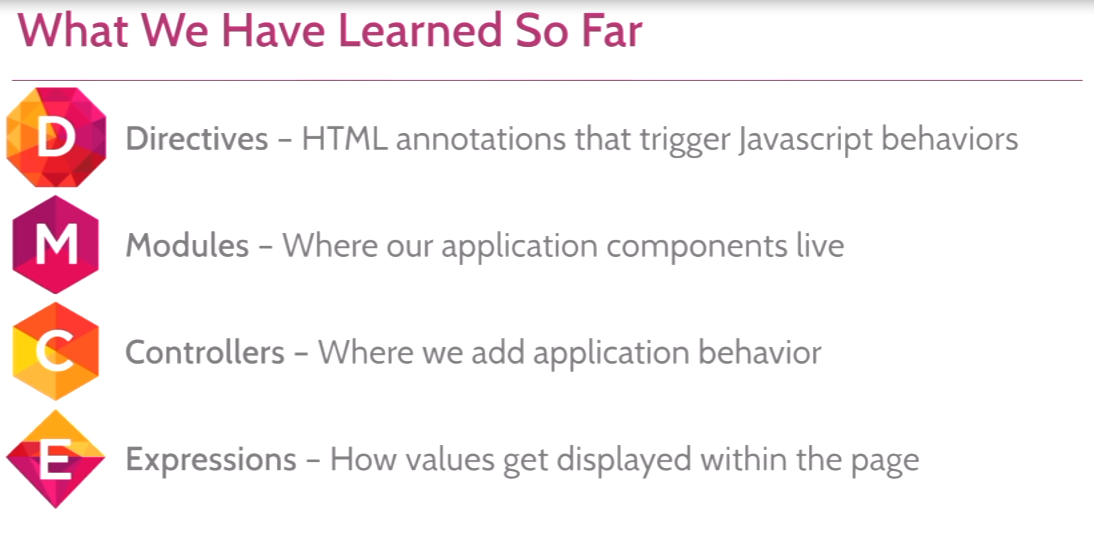 What We Have Learned So Far
D Directives – HTML annotations that trigger Javascript behaviors
M Modules – Where our application components live
C Controllers – Where we add application behavior
E Expressions – How values get displayed within the page